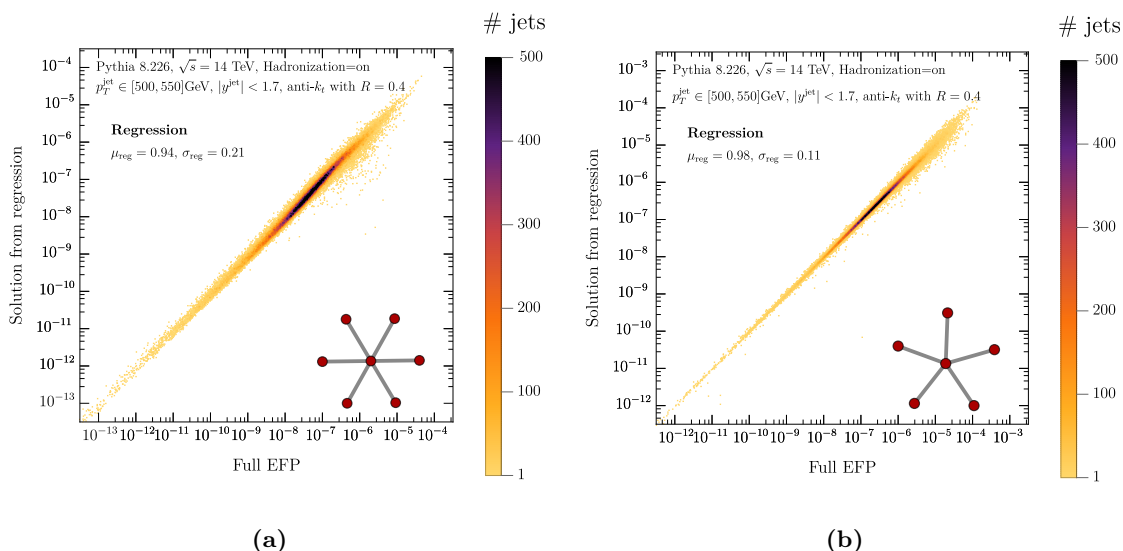 # jets
500
400
300
200
100
1
Pythia 8.226, √s = 14 TeV, Hadronization=on
p_T^jet ∈ [500, 550]GeV, |y^jet| < 1.7, anti-k_t with R = 0.4
Regression
μ_reg = 0.94, σ_reg = 0.21
Solution from regression
10⁻⁴
10⁻⁵
10⁻⁶
10⁻⁷
10⁻⁸
10⁻⁹
10⁻¹⁰
10⁻¹¹
10⁻¹²
10⁻¹³
10⁻¹³ 10⁻¹² 10⁻¹¹ 10⁻¹⁰ 10⁻⁹ 10⁻⁸ 10⁻⁷ 10⁻⁶ 10⁻⁵ 10⁻⁴
Full EFP
(a)
# jets
500
400
300
200
100
1
Pythia 8.226, √s = 14 TeV, Hadronization=on
p_T^jet ∈ [500, 550]GeV, |y^jet| < 1.7, anti-k_t with R = 0.4
Regression
μ_reg = 0.98, σ_reg = 0.11
Solution from regression
10⁻³
10⁻⁴
10⁻⁵
10⁻⁶
10⁻⁷
10⁻⁸
10⁻⁹
10⁻¹⁰
10⁻¹¹
10⁻¹²
10⁻¹² 10⁻¹¹ 10⁻¹⁰ 10⁻⁹ 10⁻⁸ 10⁻⁷ 10⁻⁶ 10⁻⁵ 10⁻⁴ 10⁻³
Full EFP
(b)